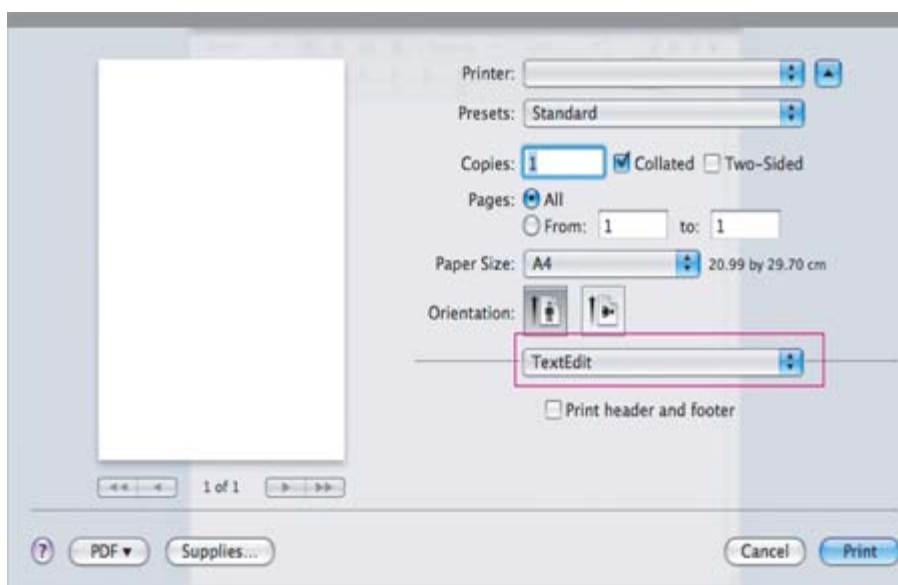 Printer:
Presets: Standard
Copies: 1 Collated Two-Sided
Pages: All
From: 1 to: 1
Paper Size: A4 20.99 by 29.70 cm
Orientation:
TextEdit
Print header and footer
1 of 1
? PDF Supplies... Cancel Print